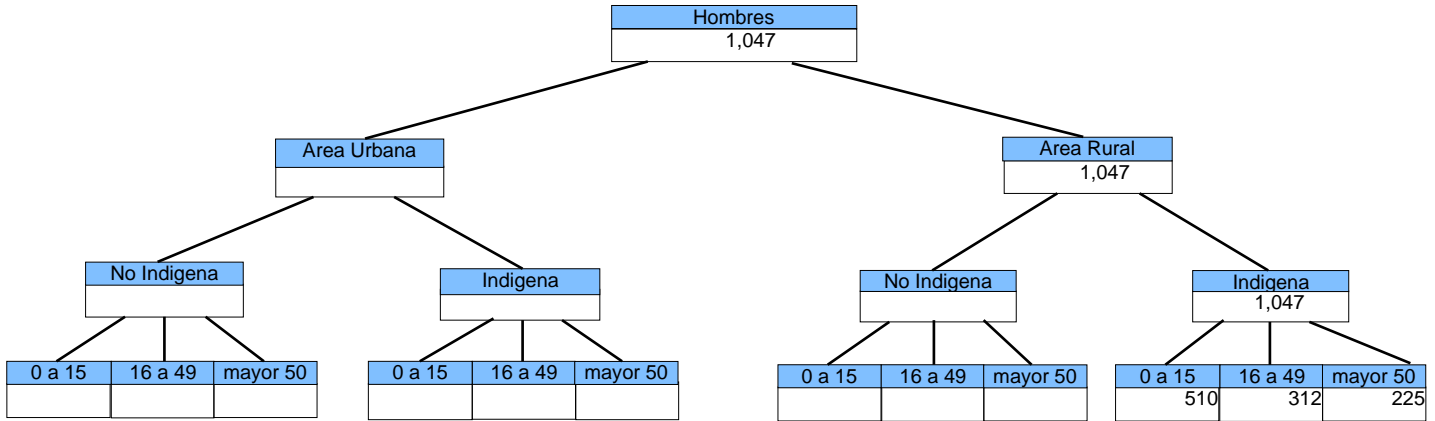 Hombres
1,047
Area Urbana
Area Rural
1,047
No Indigena
Indigena
No Indigena
Indigena
1,047
0 a 15 16 a 49 mayor 50
0 a 15 16 a 49 mayor 50
0 a 15 16 a 49 mayor 50
0 a 15 16 a 49 mayor 50
510 312 225